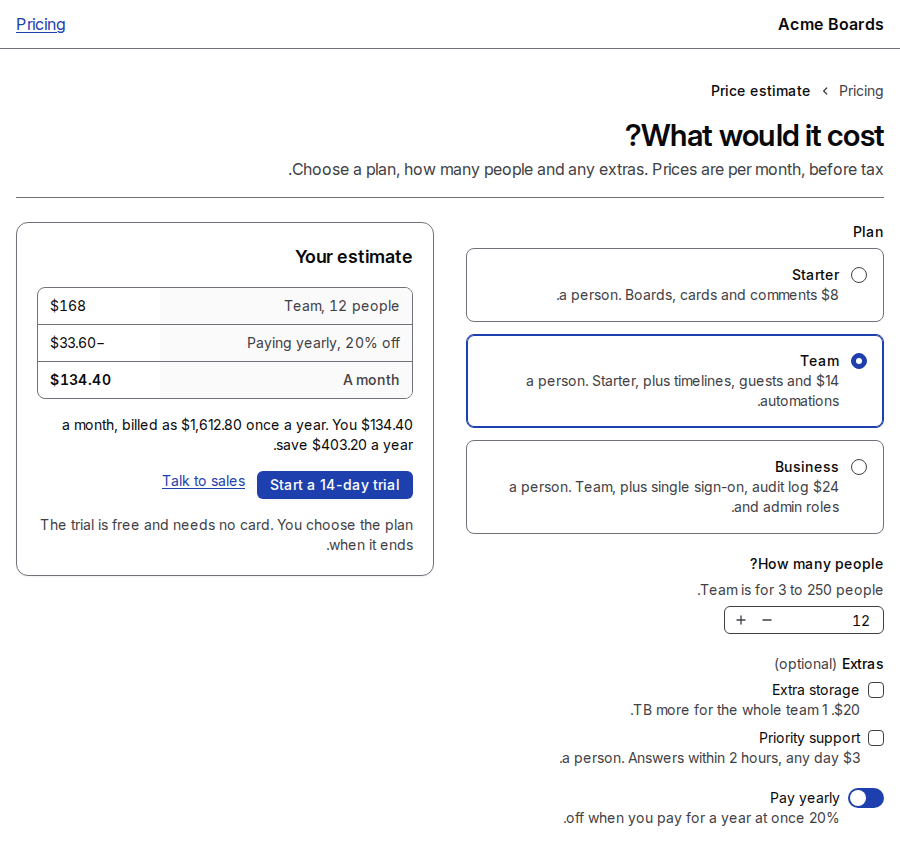 Acme Boards
Pricing
Price estimate ‹ Pricing
?What would it cost
.Choose a plan, how many people and any extras. Prices are per month, before tax
Plan
Starter
.a person. Boards, cards and comments $8
Team
a person. Starter, plus timelines, guests and $14
.automations
Business
a person. Team, plus single sign-on, audit log $24
.and admin roles
?How many people
.Team is for 3 to 250 people
+ − 12
(optional) Extras
Extra storage
.TB more for the whole team 1 .$20
Priority support
.a person. Answers within 2 hours, any day $3
Pay yearly
.off when you pay for a year at once 20%
Your estimate
$168 Team, 12 people
$33.60− Paying yearly, 20% off
$134.40 A month
a month, billed as $1,612.80 once a year. You $134.40
.save $403.20 a year
Talk to sales Start a 14-day trial
The trial is free and needs no card. You choose the plan
.when it ends